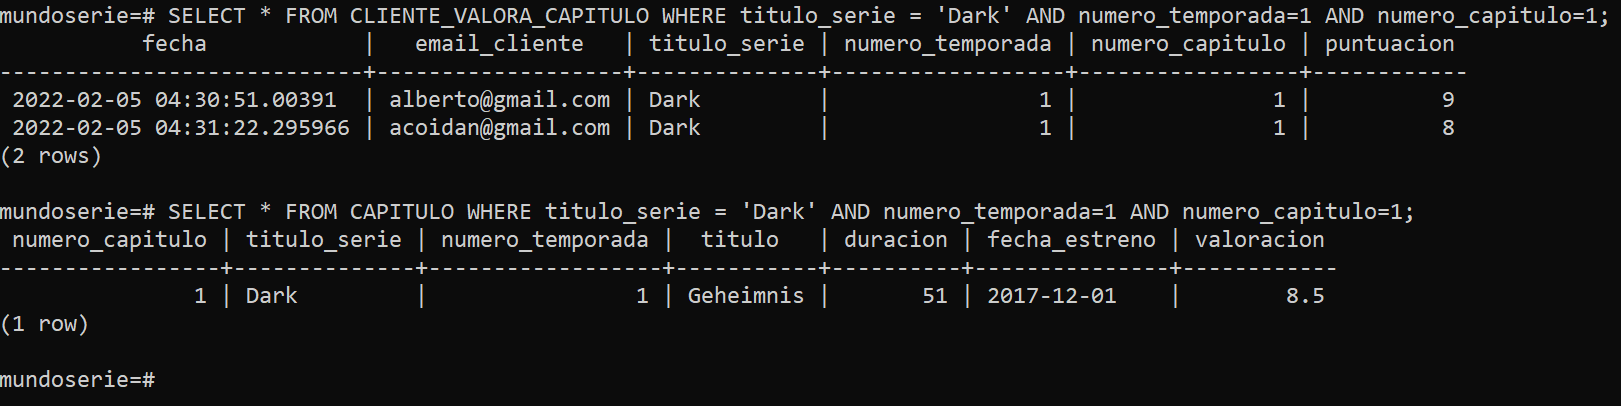 mundoserie=# SELECT * FROM CLIENTE_VALORA_CAPITULO WHERE titulo_serie = 'Dark' AND numero_temporada=1 AND numero_capitulo=1;
           fecha            |   email_cliente   | titulo_serie | numero_temporada | numero_capitulo | puntuacion
----------------------------+-------------------+--------------+------------------+-----------------+------------
 2022-02-05 04:30:51.00391  | alberto@gmail.com | Dark         |                1 |               1 |          9
 2022-02-05 04:31:22.295966 | acoidan@gmail.com | Dark         |                1 |               1 |          8
(2 rows)

mundoserie=# SELECT * FROM CAPITULO WHERE titulo_serie = 'Dark' AND numero_temporada=1 AND numero_capitulo=1;
 numero_capitulo | titulo_serie | numero_temporada |  titulo   | duracion | fecha_estreno | valoracion
-----------------+--------------+------------------+-----------+----------+---------------+------------
               1 | Dark         |                1 | Geheimnis |       51 | 2017-12-01    |        8.5
(1 row)

mundoserie=#